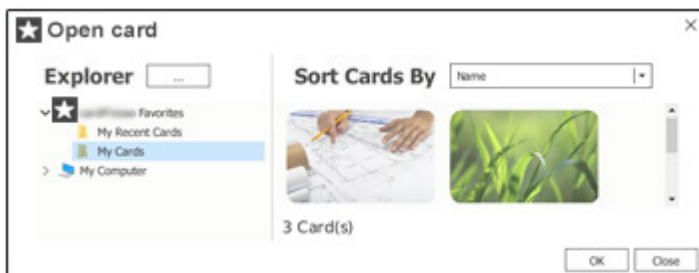 Open card
Explorer ...
Sort Cards By Name
Favorites
My Recent Cards
My Cards
My Computer
3 Card(s)
OK Close